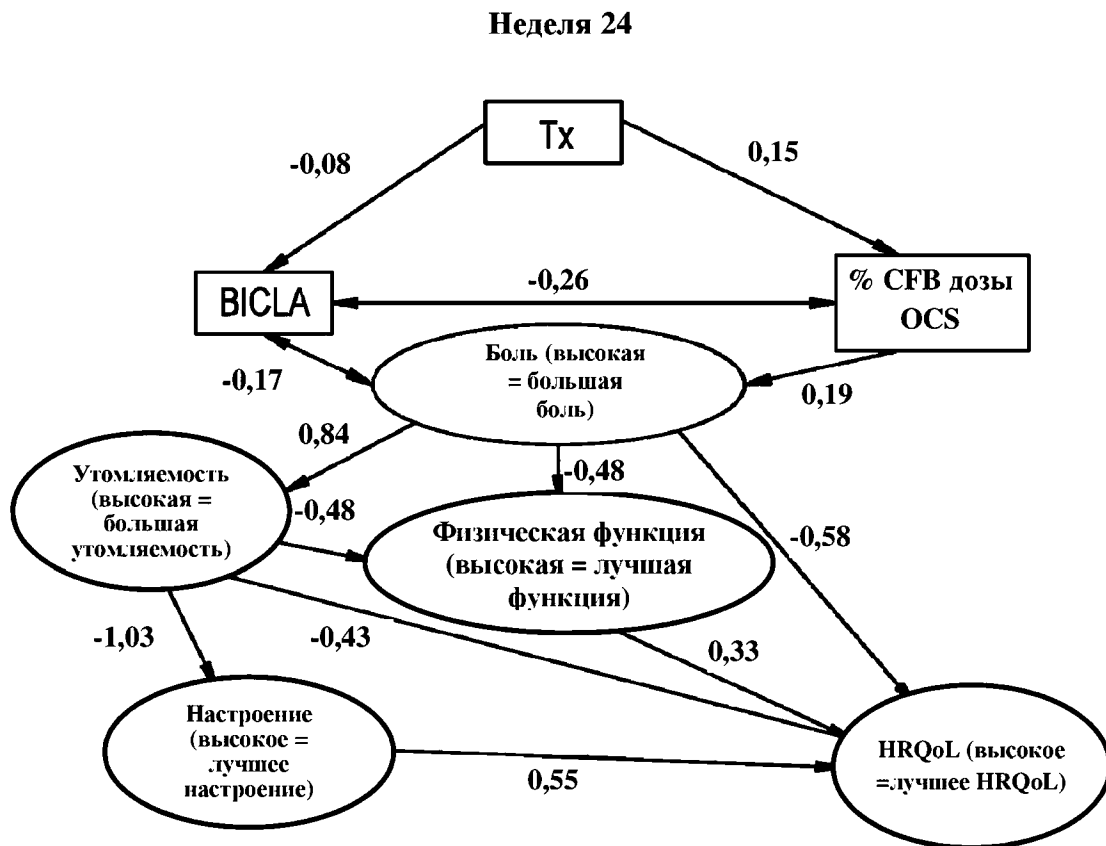 Неделя 24
Tx
-0,08
0,15
BICLA
-0,26
% CFB дозы
OCS
Боль (высокая
= большая
боль)
-0,17
0,19
0,84
-0,48
Утомляемость
(высокая =
большая
утомляемость)
-0,48
Физическая функция
(высокая = лучшая
функция)
-0,58
-1,03
-0,43
0,33
Настроение
(высокое =
лучшее
настроение)
0,55
HRQoL (высокое
=лучшее HRQoL)